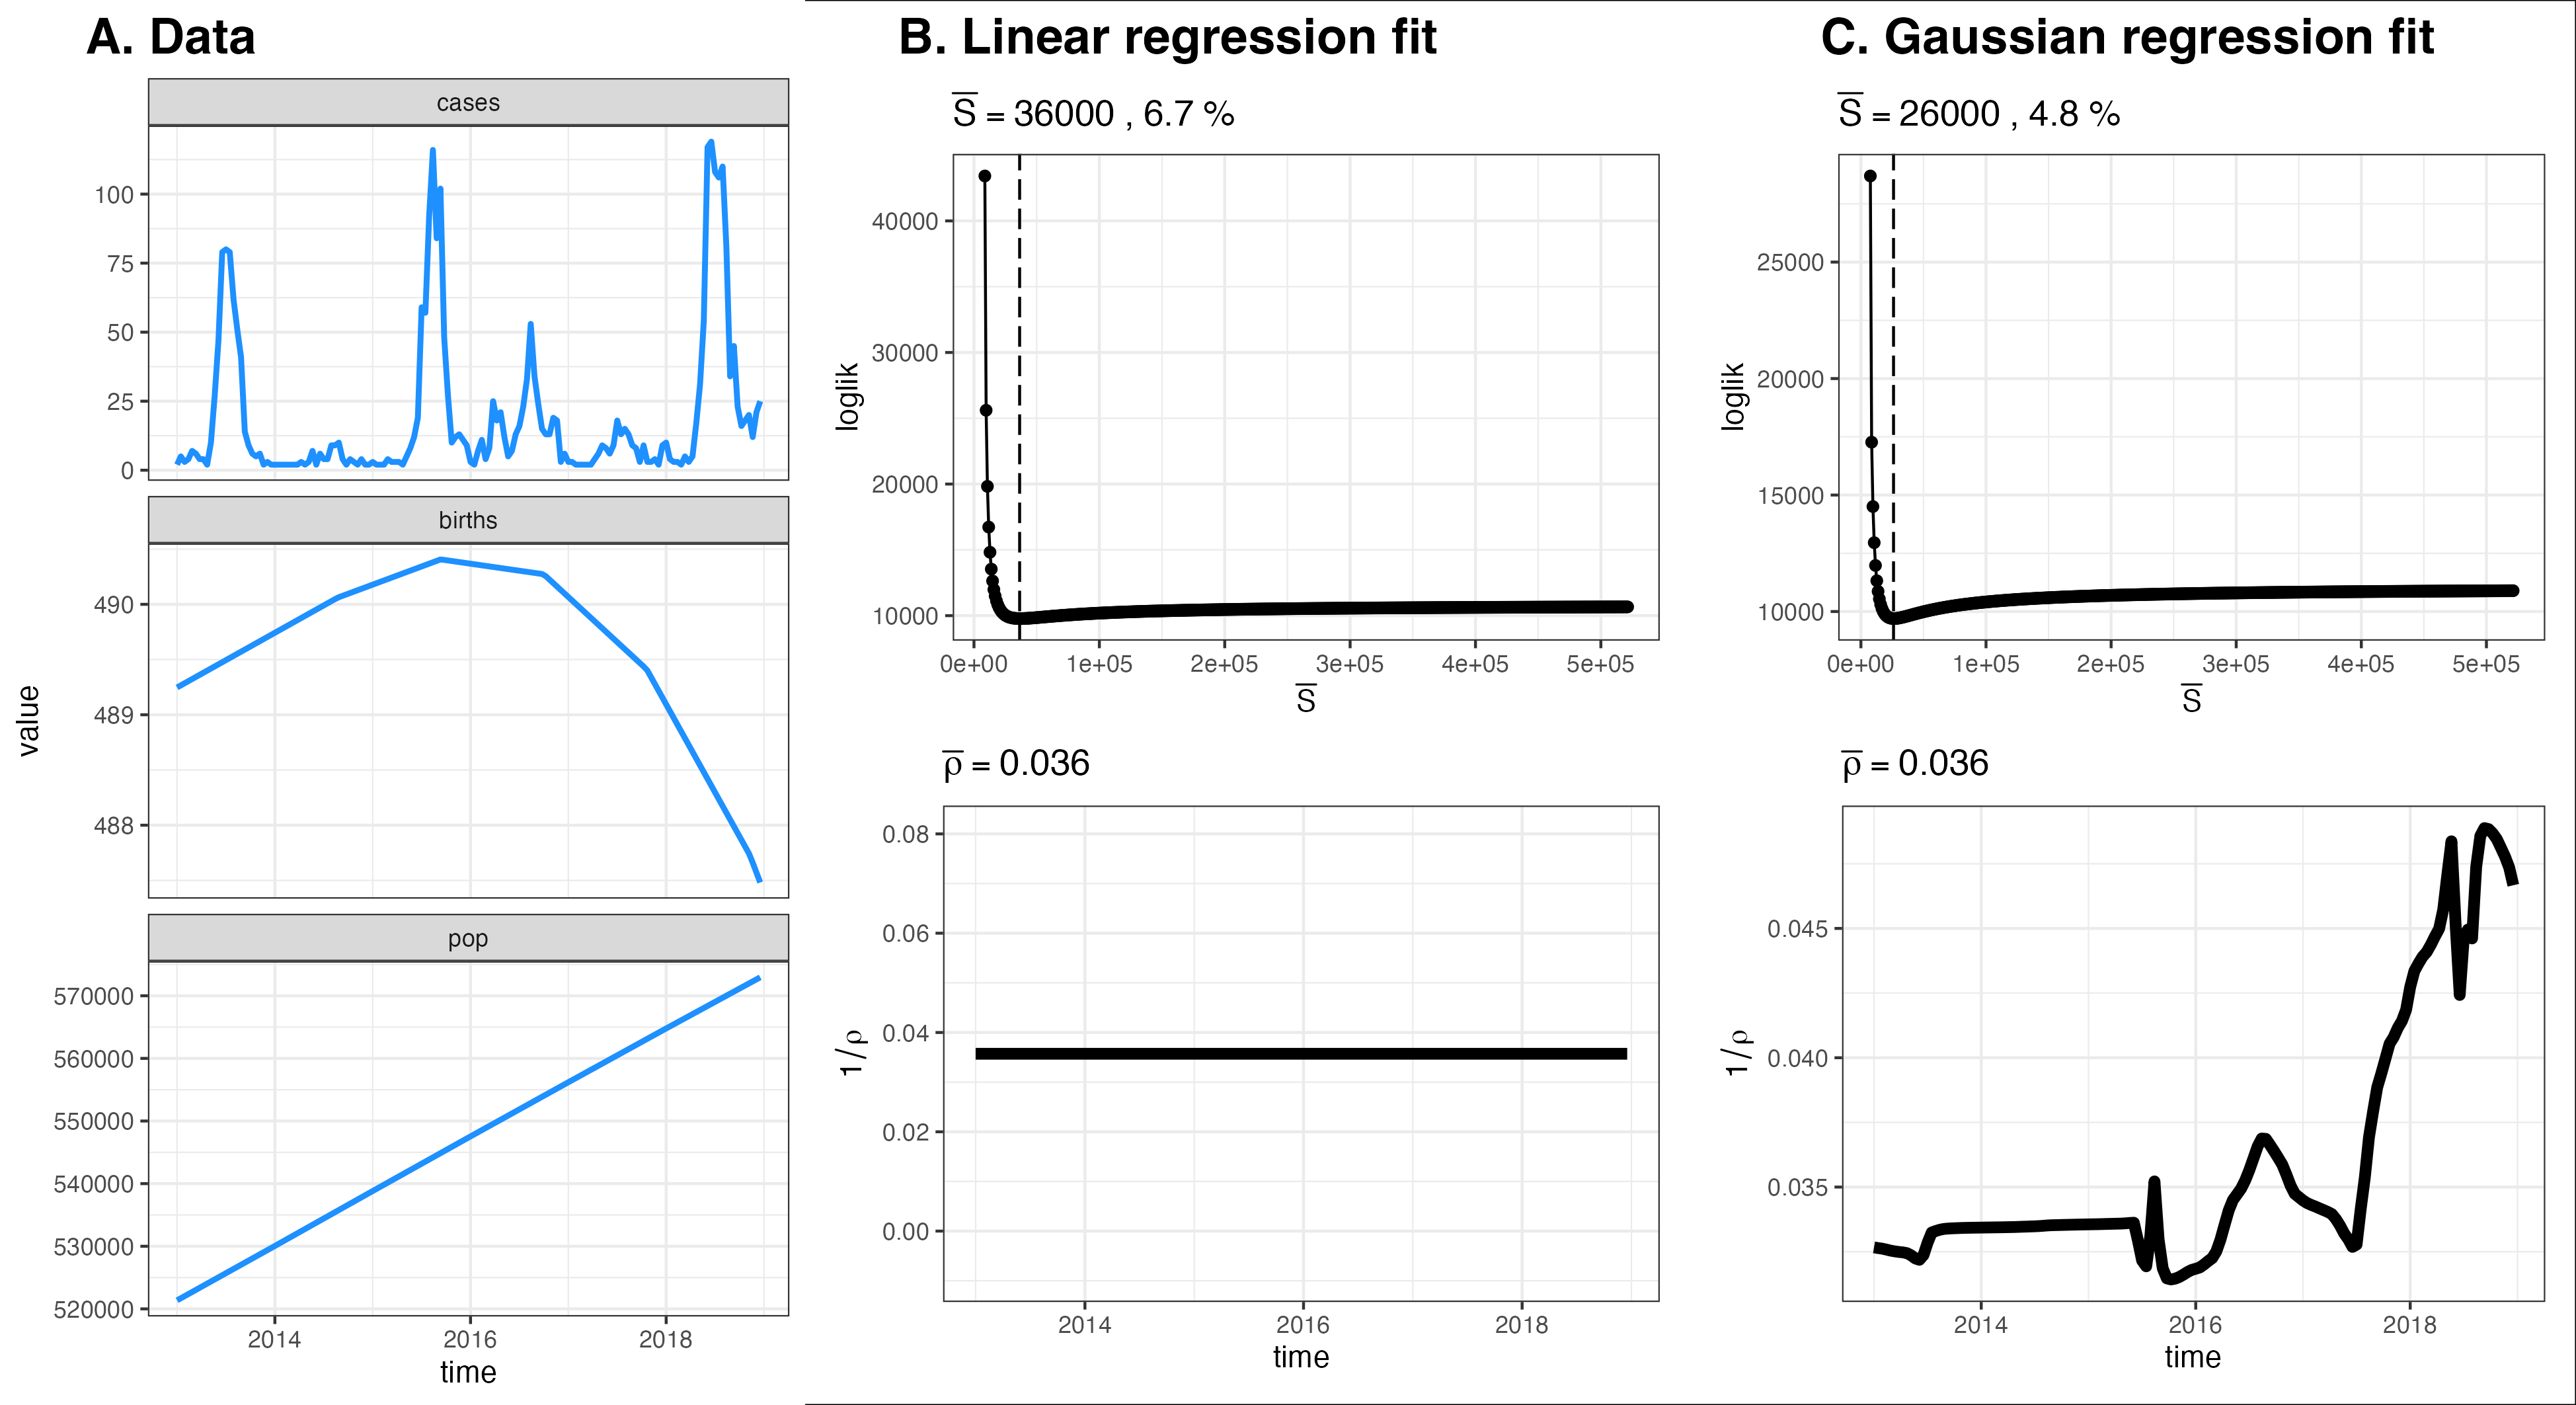 A. Data
cases
100
75
50
25
0
births
490
489
488
pop
570000
560000
550000
540000
530000
520000
2014 2016 2018
time
value
B. Linear regression fit
S̅ = 36000 , 6.7 %
40000
30000
20000
10000
loglik
0e+00 1e+05 2e+05 3e+05 4e+05 5e+05
S̅
ρ̅ = 0.036
0.08
0.06
0.04
0.02
0.00
1/ρ
2014 2016 2018
time
C. Gaussian regression fit
S̅ = 26000 , 4.8 %
25000
20000
15000
10000
loglik
0e+00 1e+05 2e+05 3e+05 4e+05 5e+05
S̅
ρ̅ = 0.036
0.045
0.040
0.035
1/ρ
2014 2016 2018
time